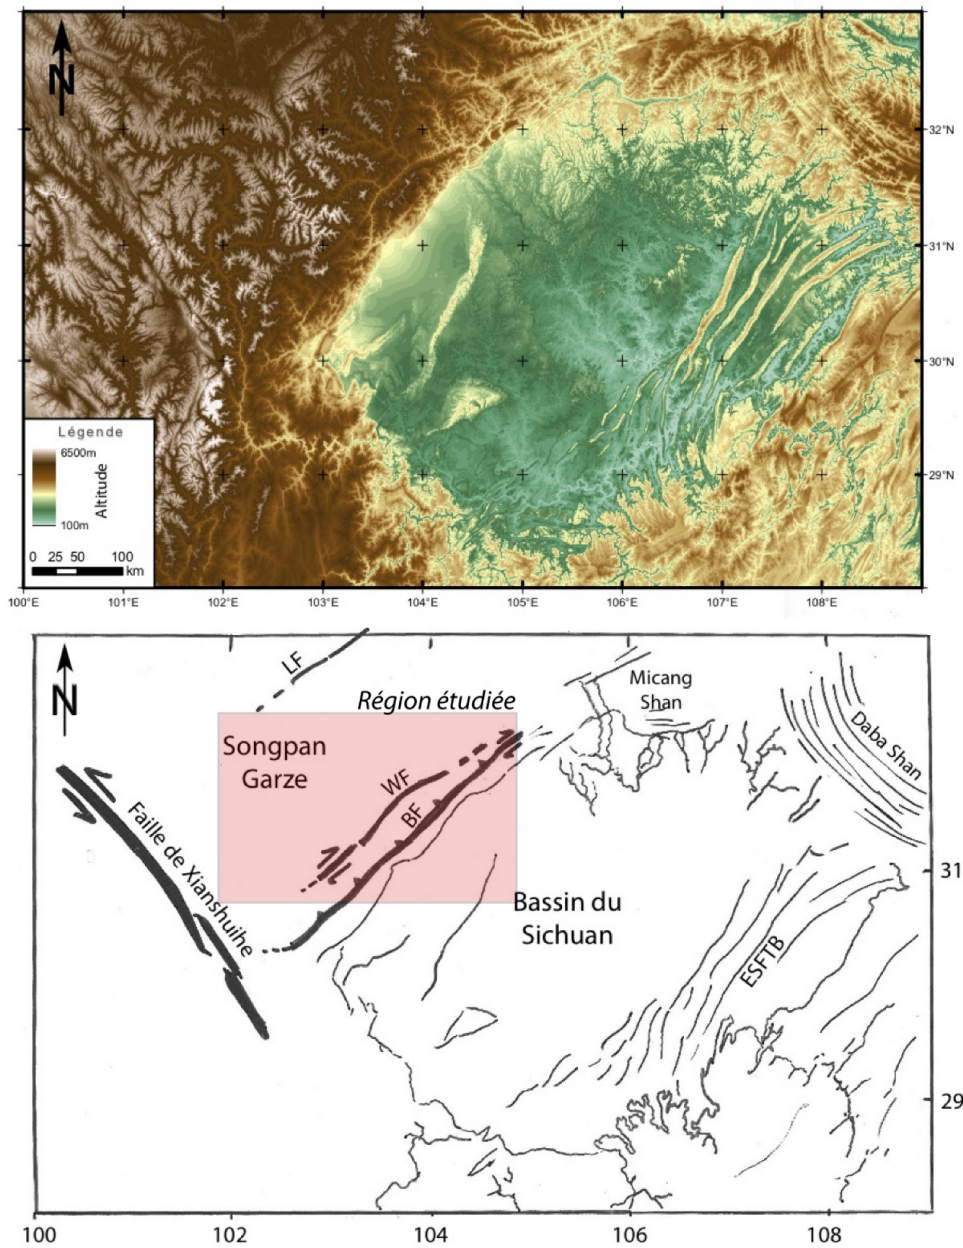 N
32°N
31°N
30°N
29°N
Légende
6500m
Altitude
100m
0 25 50 100
km
100°E 101°E 102°E 103°E 104°E 105°E 106°E 107°E 108°E
N
LF
Région étudiée
Micang
Shan
Daba Shan
Songpan
Garze
WF
BF
Faille de Xianshuihe
31
Bassin du
Sichuan
ESFTB
29
100 102 104 106 108